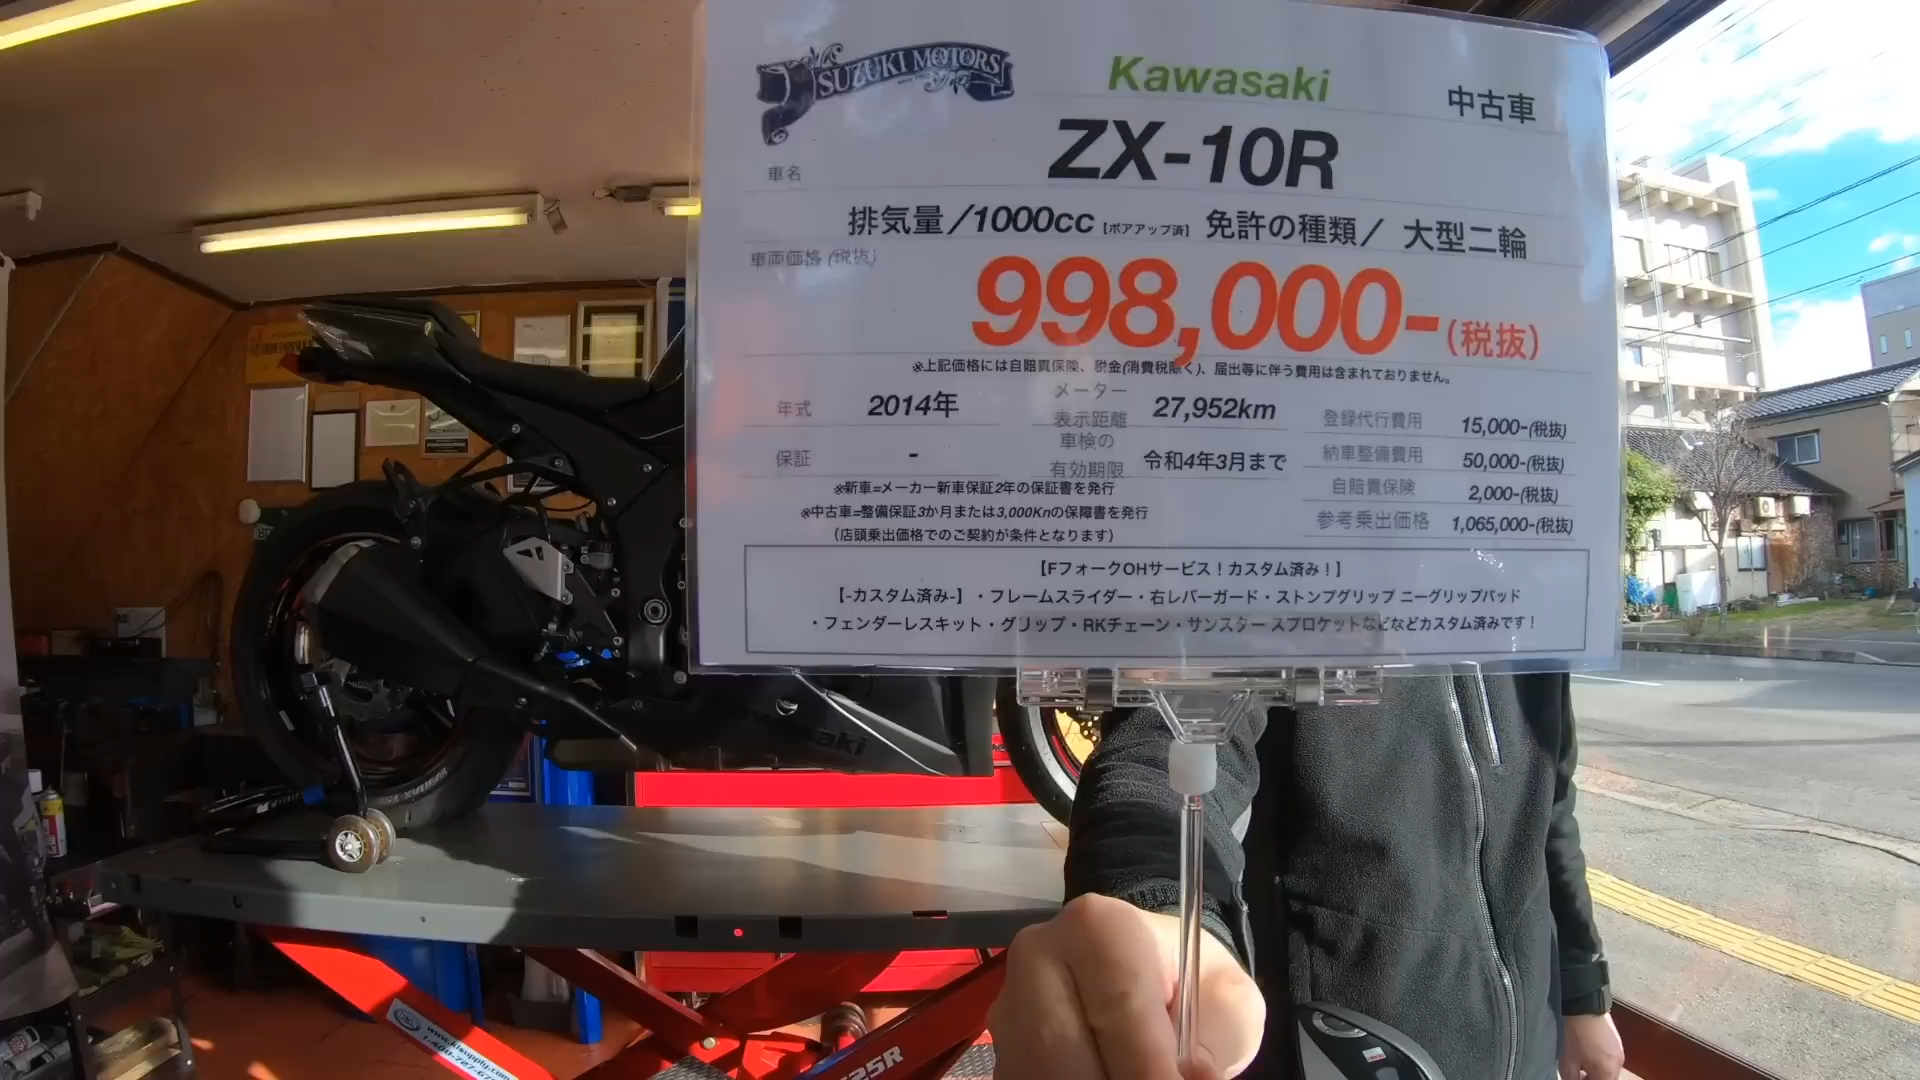 SUZUKI MOTORS
Kawasaki
中古車
車名
ZX-10R
排気量/1000cc【ボアアップ済】 免許の種類/ 大型二輪
車両価格(税抜)
998,000-(税抜)
※上記価格には自賠責保険、税金(消費税除く)、届出等に伴う費用は含まれておりません。
年式 2014年
メーター表示距離 27,952km
登録代行費用 15,000-(税抜)
保証 -
車検の有効期限 令和4年3月まで
納車整備費用 50,000-(税抜)
自賠責保険 2,000-(税抜)
参考乗出価格 1,065,000-(税抜)
※新車=メーカー新車保証2年の保証書を発行
※中古車=整備保証3か月または3,000Knの保障書を発行
(店頭乗出価格でのご契約が条件となります)
【FフォークOHサービス!カスタム済み!】
【-カスタム済み-】・フレームスライダー・右レバーガード・ストンプグリップ ニーグリップパッド
・フェンダーレスキット・グリップ・RKチェーン・サンスター スプロケットなどなどカスタム済みです!
aki
25R